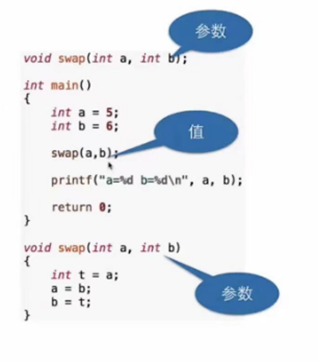 参数
void swap(int a, int b);
int main()
{
int a = 5;
int b = 6;
值
swap(a,b);
printf("a=%d b=%d\n", a, b);
return 0;
}
void swap(int a, int b)
{
int t = a;
参数
a = b;
b = t;
}